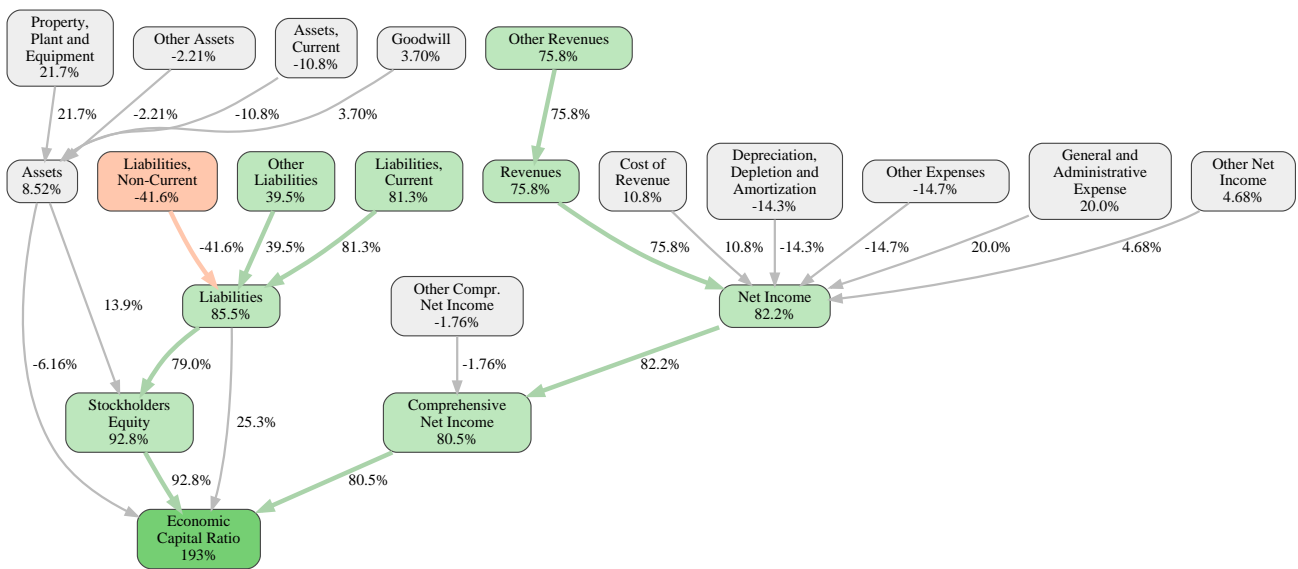 Property,
Plant and
Equipment
21.7%
Other Assets
-2.21%
Assets,
Current
-10.8%
Goodwill
3.70%
Other Revenues
75.8%
21.7%
-2.21%
-10.8%
3.70%
75.8%
Assets
8.52%
Liabilities,
Non-Current
-41.6%
Other
Liabilities
39.5%
Liabilities,
Current
81.3%
Revenues
75.8%
Cost of
Revenue
10.8%
Depreciation,
Depletion and
Amortization
-14.3%
Other Expenses
-14.7%
General and
Administrative
Expense
20.0%
Other Net
Income
4.68%
-41.6%
39.5%
81.3%
75.8%
10.8%
-14.3%
-14.7%
20.0%
4.68%
13.9%
Liabilities
85.5%
Other Compr.
Net Income
-1.76%
Net Income
82.2%
-6.16%
79.0%
25.3%
-1.76%
82.2%
Stockholders
Equity
92.8%
Comprehensive
Net Income
80.5%
92.8%
80.5%
Economic
Capital Ratio
193%